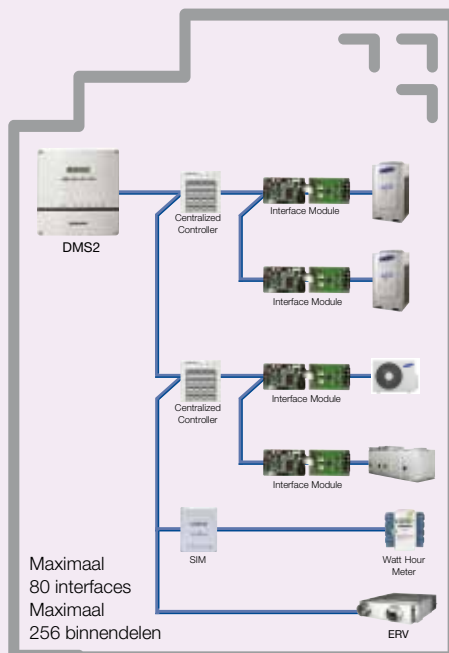 DMS2
Centralized
Controller
Interface Module
Interface Module
Centralized
Controller
Interface Module
Interface Module
SIM
Watt Hour
Meter
ERV
Maximaal
80 interfaces
Maximaal
256 binnendelen